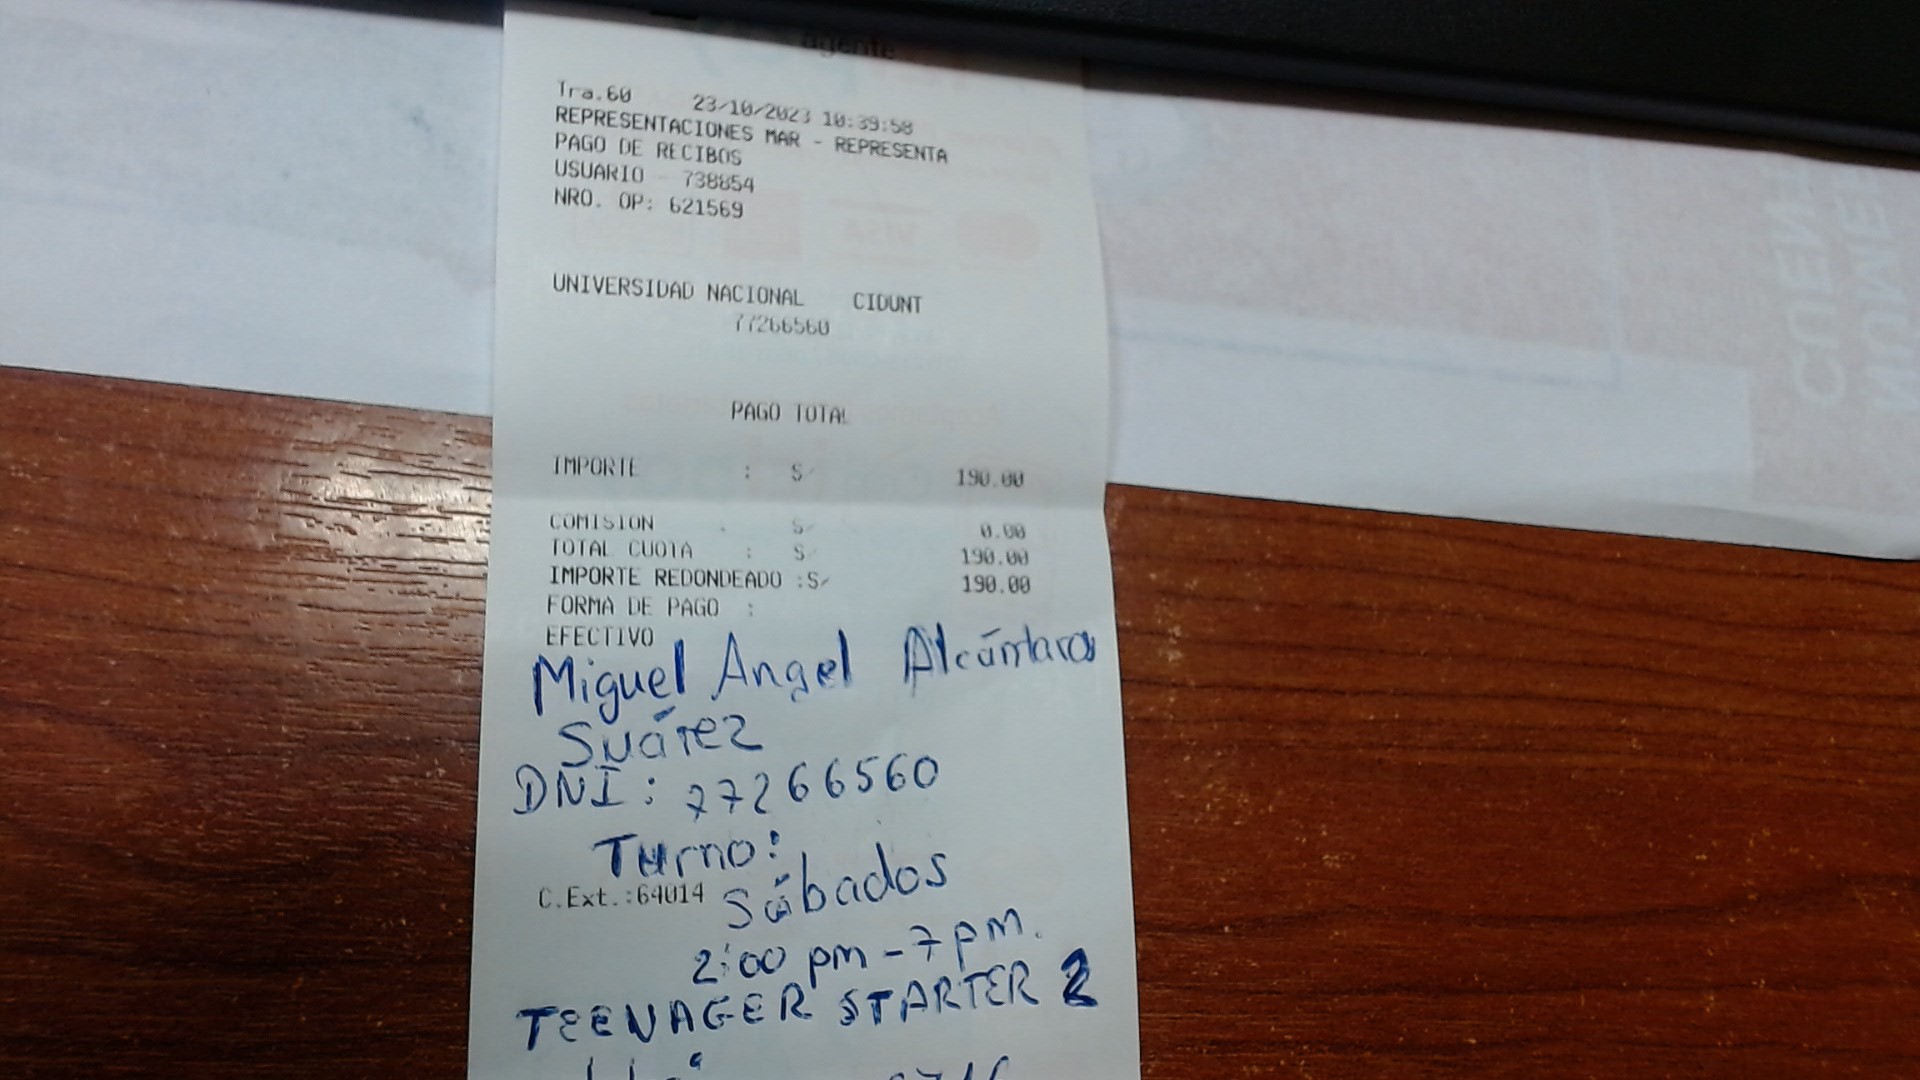 agente
Tra.60 23/10/2023 10:39:58
REPRESENTACIONES MAR - REPRESENTA
PAGO DE RECIBOS
USUARIO - 738854
NRO. OP: 621569
UNIVERSIDAD NACIONAL CIDUNT
77266560
PAGO TOTAL
IMPORTE : S/ 190.00
COMISION : S/ 0.00
TOTAL CUOTA : S/ 190.00
IMPORTE REDONDEADO :S/ 190.00
FORMA DE PAGO :
EFECTIVO
Miguel Angel Alcántara
Suárez
DNI: 77266560
Turno:
C.Ext.:64014 Sábados
2:00 pm - 7 pm.
TEENAGER STARTER 2